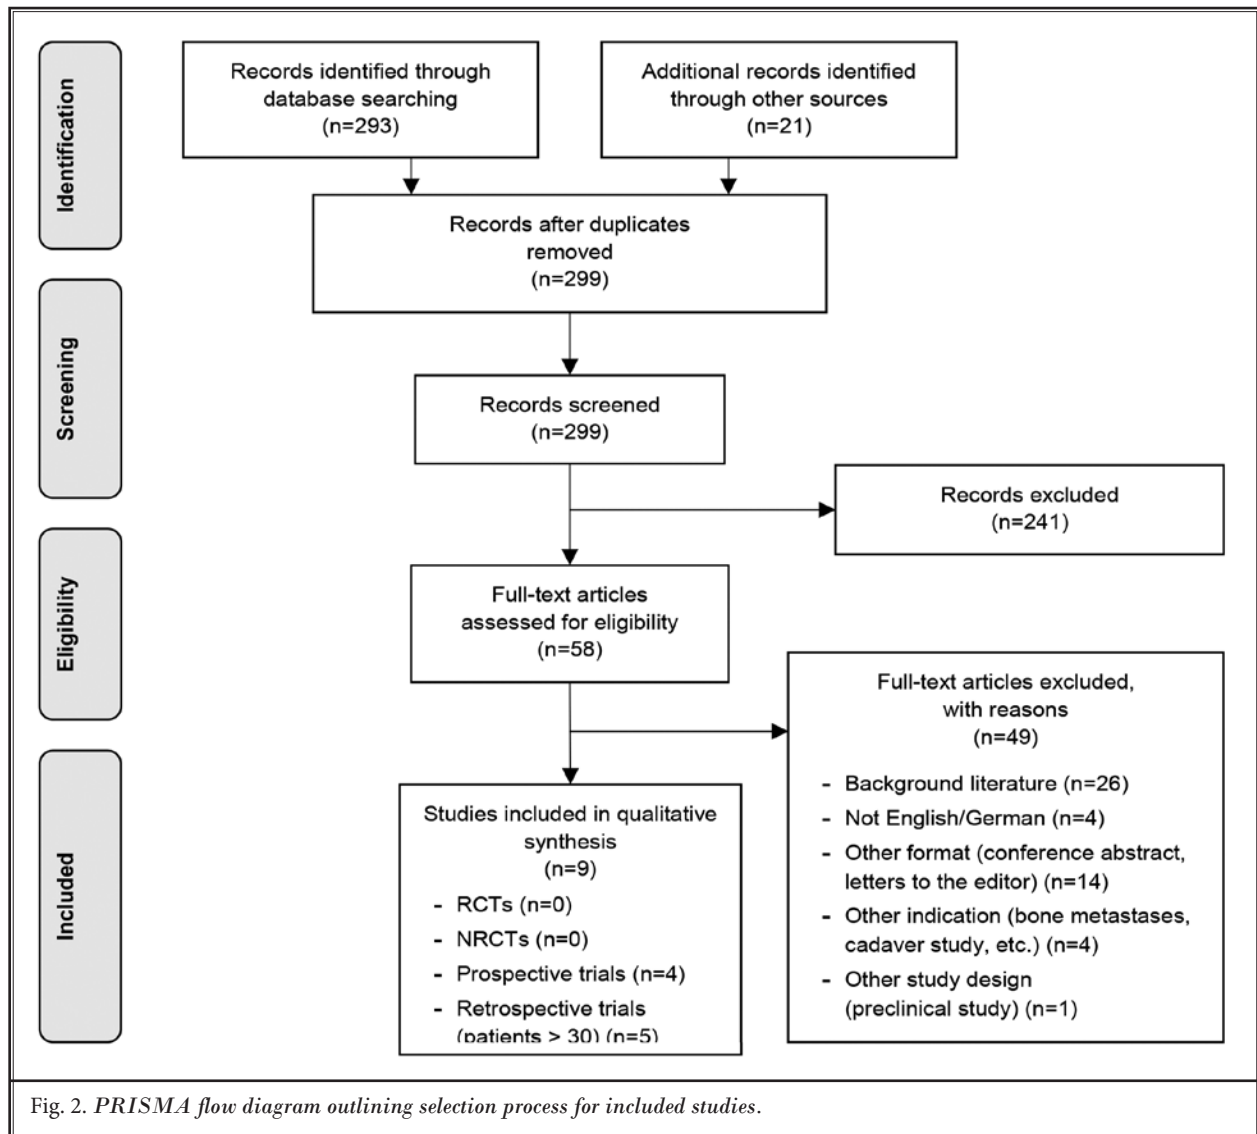 Identification
Records identified through
database searching
(n=293)
Additional records identified
through other sources
(n=21)
Records after duplicates
removed
(n=299)
Screening
Records screened
(n=299)
Records excluded
(n=241)
Eligibility
Full-text articles
assessed for eligibility
(n=58)
Full-text articles excluded,
with reasons
(n=49)
- Background literature (n=26)
- Not English/German (n=4)
- Other format (conference abstract,
letters to the editor) (n=14)
- Other indication (bone metastases,
cadaver study, etc.) (n=4)
- Other study design
(preclinical study) (n=1)
Included
Studies included in qualitative
synthesis
(n=9)
- RCTs (n=0)
- NRCTs (n=0)
- Prospective trials (n=4)
- Retrospective trials
(patients > 30) (n=5)
Fig. 2. PRISMA flow diagram outlining selection process for included studies.